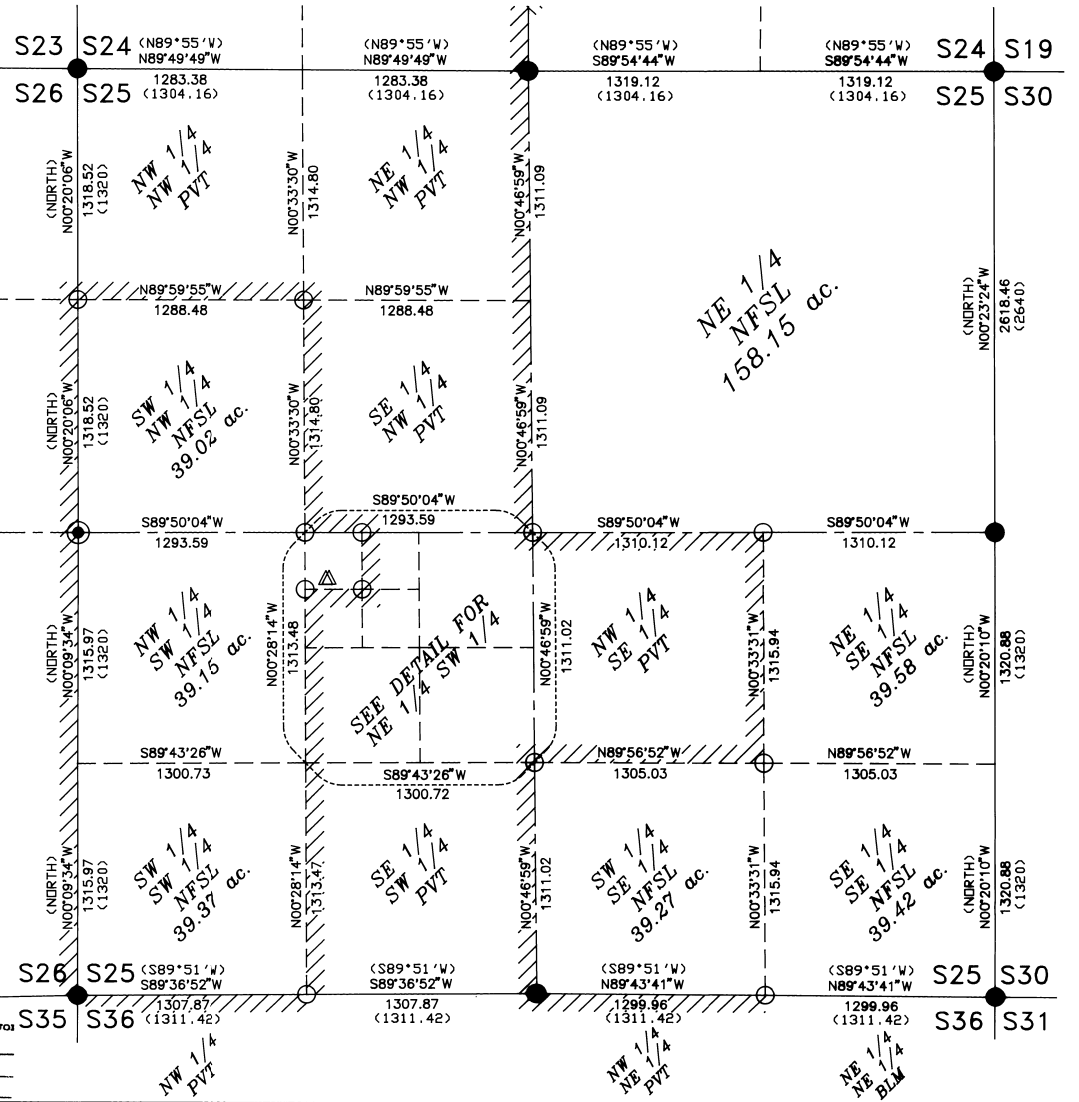 S23 S24
(N89°55'W)
N89°49'49"W
(N89°55'W)
N89°49'49"W
(N89°55'W)
S89°54'44"W
(N89°55'W)
S89°54'44"W
S24 S19
S26 S25
1283.38
(1304.16)
1283.38
(1304.16)
1319.12
(1304.16)
1319.12
(1304.16)
S25 S30
(NORTH)
N00°20'06"W
1318.52
(1320)
NW 1/4
NW 1/4
PVT
N00°33'30"W
1314.80
NE 1/4
NW 1/4
PVT
N00°46'59"W
1311.09
NE 1/4
NFSL
158.15 ac.
(NORTH)
N00°23'24"W
2618.46
(2640)
N89°59'55"W
1288.48
N89°59'55"W
1288.48
(NORTH)
N00°20'06"W
1318.52
(1320)
SW 1/4
NW 1/4
NFSL
39.02 ac.
N00°33'30"W
1314.80
SE 1/4
NW 1/4
PVT
N00°46'59"W
1311.09
S89°50'04"W
1293.59
S89°50'04"W
1293.59
S89°50'04"W
1310.12
S89°50'04"W
1310.12
(NORTH)
N00°09'34"W
1315.97
(1320)
NW 1/4
SW 1/4
NFSL
39.15 ac.
N00°28'14"W
1313.48
SEE DETAIL FOR
NE 1/4 SW 1/4
N00°46'59"W
1311.02
NW 1/4
SE 1/4
PVT
N00°33'31"W
1315.94
NE 1/4
SE 1/4
NFSL
39.58 ac.
(NORTH)
N00°20'10"W
1320.88
(1320)
S89°43'26"W
1300.73
S89°43'26"W
1300.72
N89°56'52"W
1305.03
N89°56'52"W
1305.03
(NORTH)
N00°09'34"W
1315.97
(1320)
SW 1/4
SW 1/4
NFSL
39.37 ac.
N00°28'14"W
1313.47
SE 1/4
SW 1/4
PVT
N00°46'59"W
1311.02
SW 1/4
SE 1/4
NFSL
39.27 ac.
N00°33'31"W
1315.94
SE 1/4
SE 1/4
NFSL
39.42 ac.
(NORTH)
N00°20'10"W
1320.88
(1320)
S26 S25
(S89°51'W)
S89°36'52"W
(S89°51'W)
S89°36'52"W
(S89°51'W)
N89°43'41"W
(S89°51'W)
N89°43'41"W
S25 S30
S35 S36
1307.87
(1311.42)
1307.87
(1311.42)
1299.96
(1311.42)
1299.96
(1311.42)
S36 S31
NW 1/4
PVT
NW 1/4
NE 1/4
PVT
NE 1/4
NE 1/4
BLM